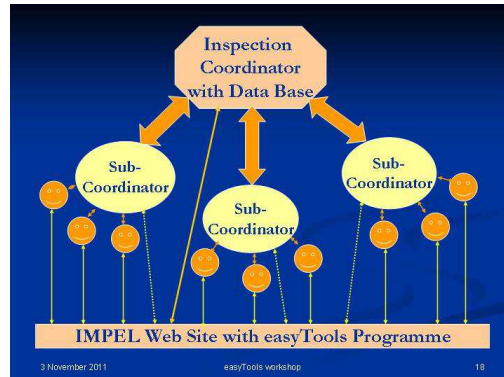 Inspection
Coordinator
with Data Base
Sub-
Coordinator
Sub-
Coordinator
Sub-
Coordinator
IMPEL Web Site with easyTools Programme
3 November 2011
easyTools workshop
18